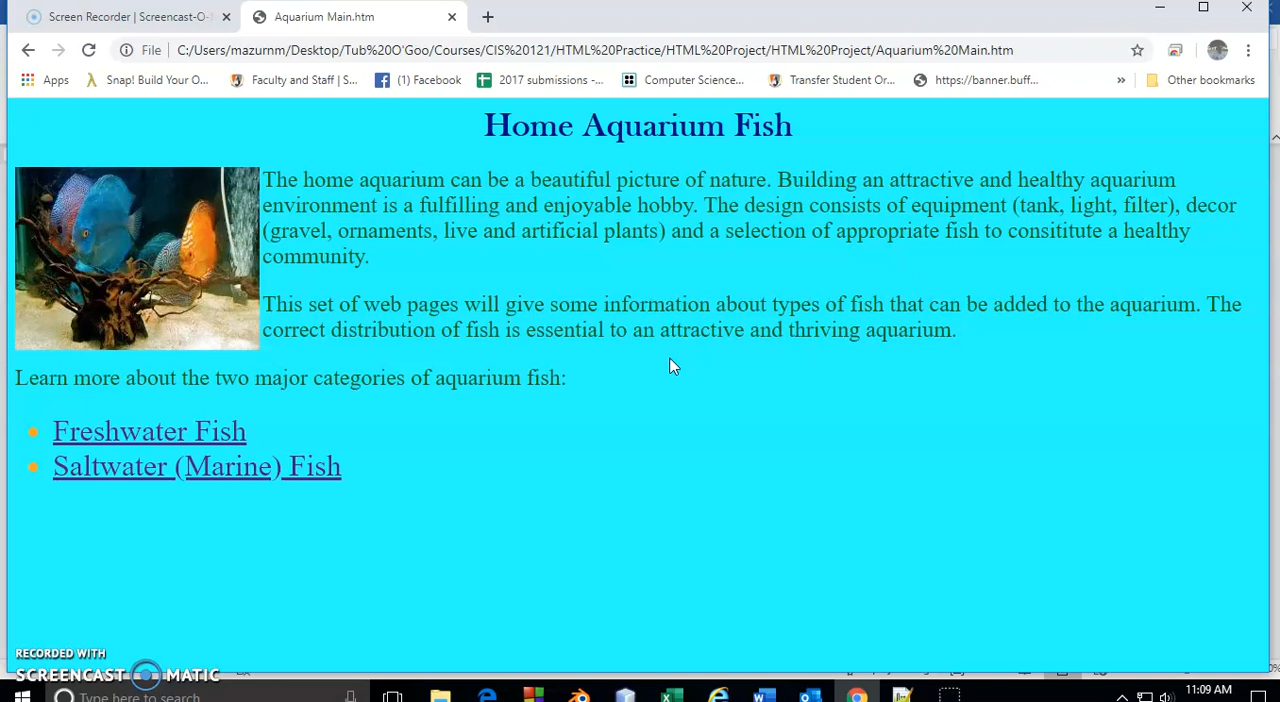 Screen Recorder | Screencast-O-
Aquarium Main.htm
File C:/Users/mazurnm/Desktop/Tub%20O'Goo/Courses/CIS%20121/HTML%20Practice/HTML%20Project/HTML%20Project/Aquarium%20Main.htm
Apps Snap! Build Your O... Faculty and Staff | S... (1) Facebook 2017 submissions -... Computer Science... Transfer Student Or... https://banner.buff... » Other bookmarks
Home Aquarium Fish
The home aquarium can be a beautiful picture of nature. Building an attractive and healthy aquarium
environment is a fulfilling and enjoyable hobby. The design consists of equipment (tank, light, filter), decor
(gravel, ornaments, live and artificial plants) and a selection of appropriate fish to consititute a healthy
community.
This set of web pages will give some information about types of fish that can be added to the aquarium. The
correct distribution of fish is essential to an attractive and thriving aquarium.
Learn more about the two major categories of aquarium fish:
Freshwater Fish
Saltwater (Marine) Fish
RECORDED WITH
SCREENCAST MATIC
Type here to search
11:09 AM